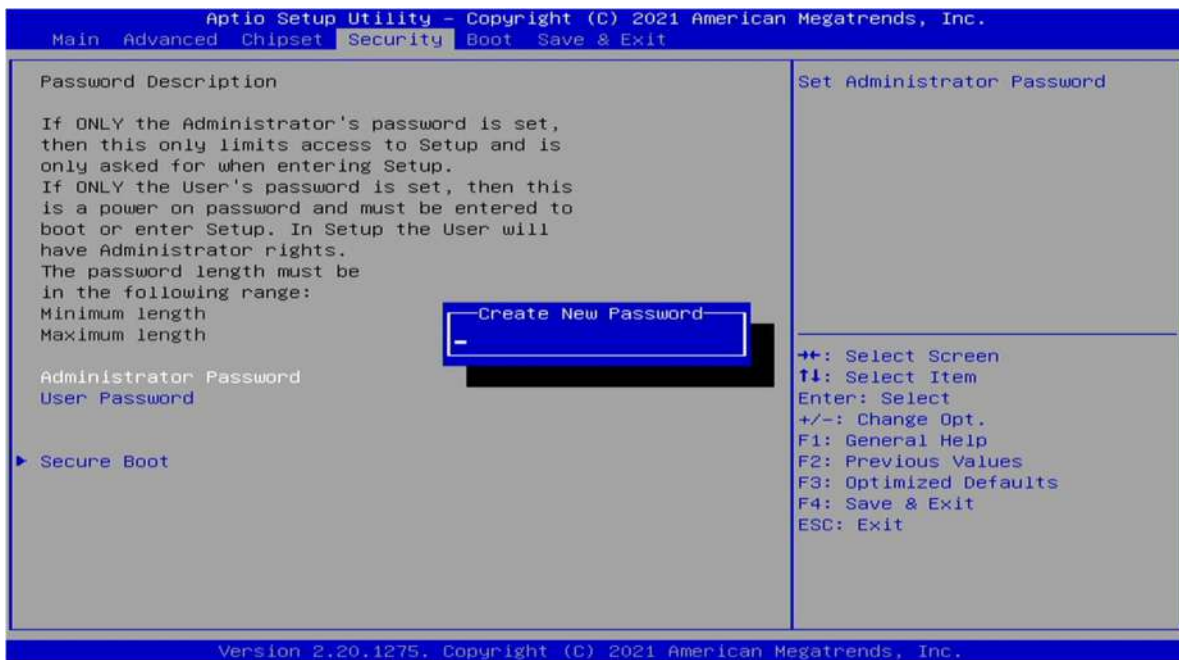 Aptio Setup Utility – Copyright (C) 2021 American Megatrends, Inc.
Main Advanced Chipset Security Boot Save & Exit
Password Description
If ONLY the Administrator's password is set,
then this only limits access to Setup and is
only asked for when entering Setup.
If ONLY the User's password is set, then this
is a power on password and must be entered to
boot or enter Setup. In Setup the User will
have Administrator rights.
The password length must be
in the following range:
Minimum length
Maximum length
Administrator Password
User Password
Secure Boot
Create New Password
Set Administrator Password
→←: Select Screen
↑↓: Select Item
Enter: Select
+/-: Change Opt.
F1: General Help
F2: Previous Values
F3: Optimized Defaults
F4: Save & Exit
ESC: Exit
Version 2.20.1275. Copyright (C) 2021 American Megatrends, Inc.